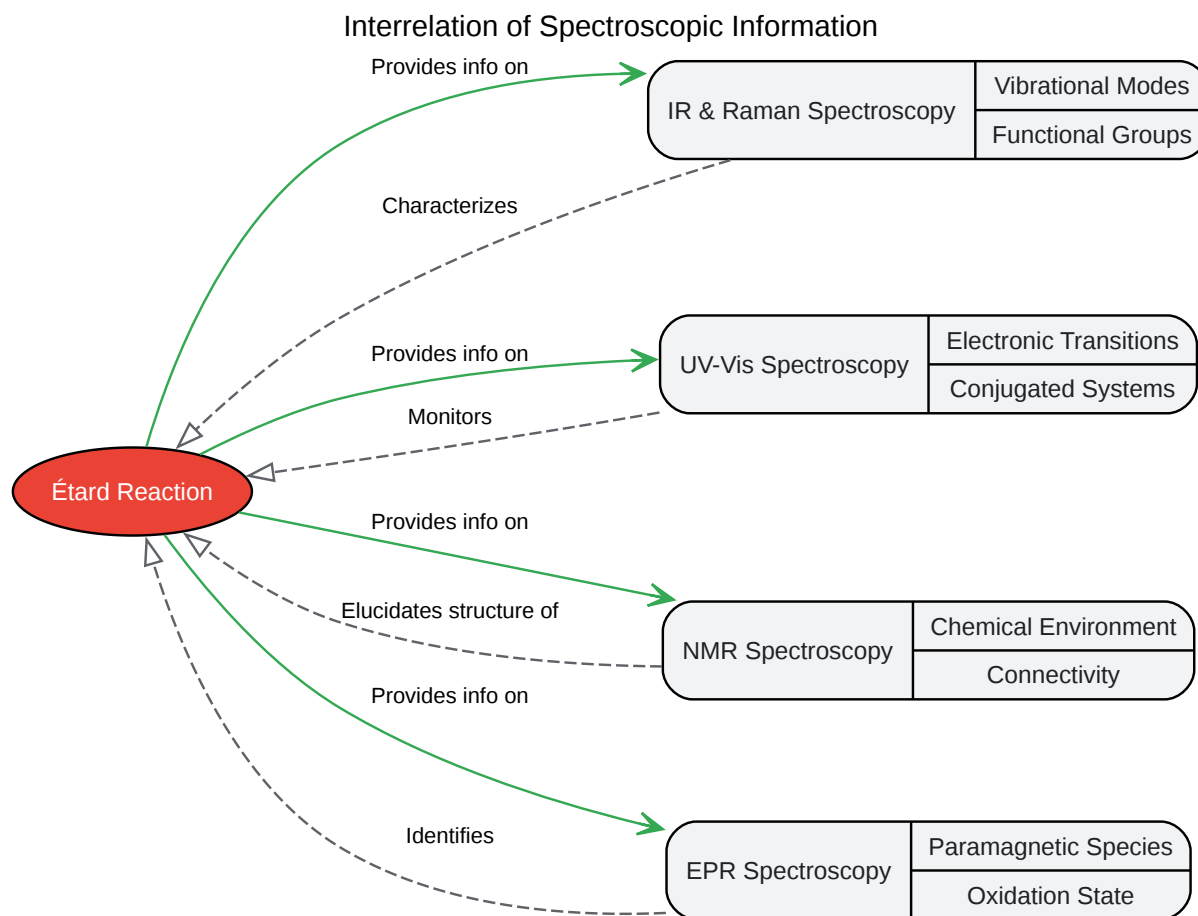 Interrelation of Spectroscopic Information
Provides info on
IR & Raman Spectroscopy
Vibrational Modes
Functional Groups
Characterizes
Provides info on
UV-Vis Spectroscopy
Electronic Transitions
Conjugated Systems
Monitors
Étard Reaction
Provides info on
Elucidates structure of
NMR Spectroscopy
Chemical Environment
Connectivity
Provides info on
Identifies
EPR Spectroscopy
Paramagnetic Species
Oxidation State